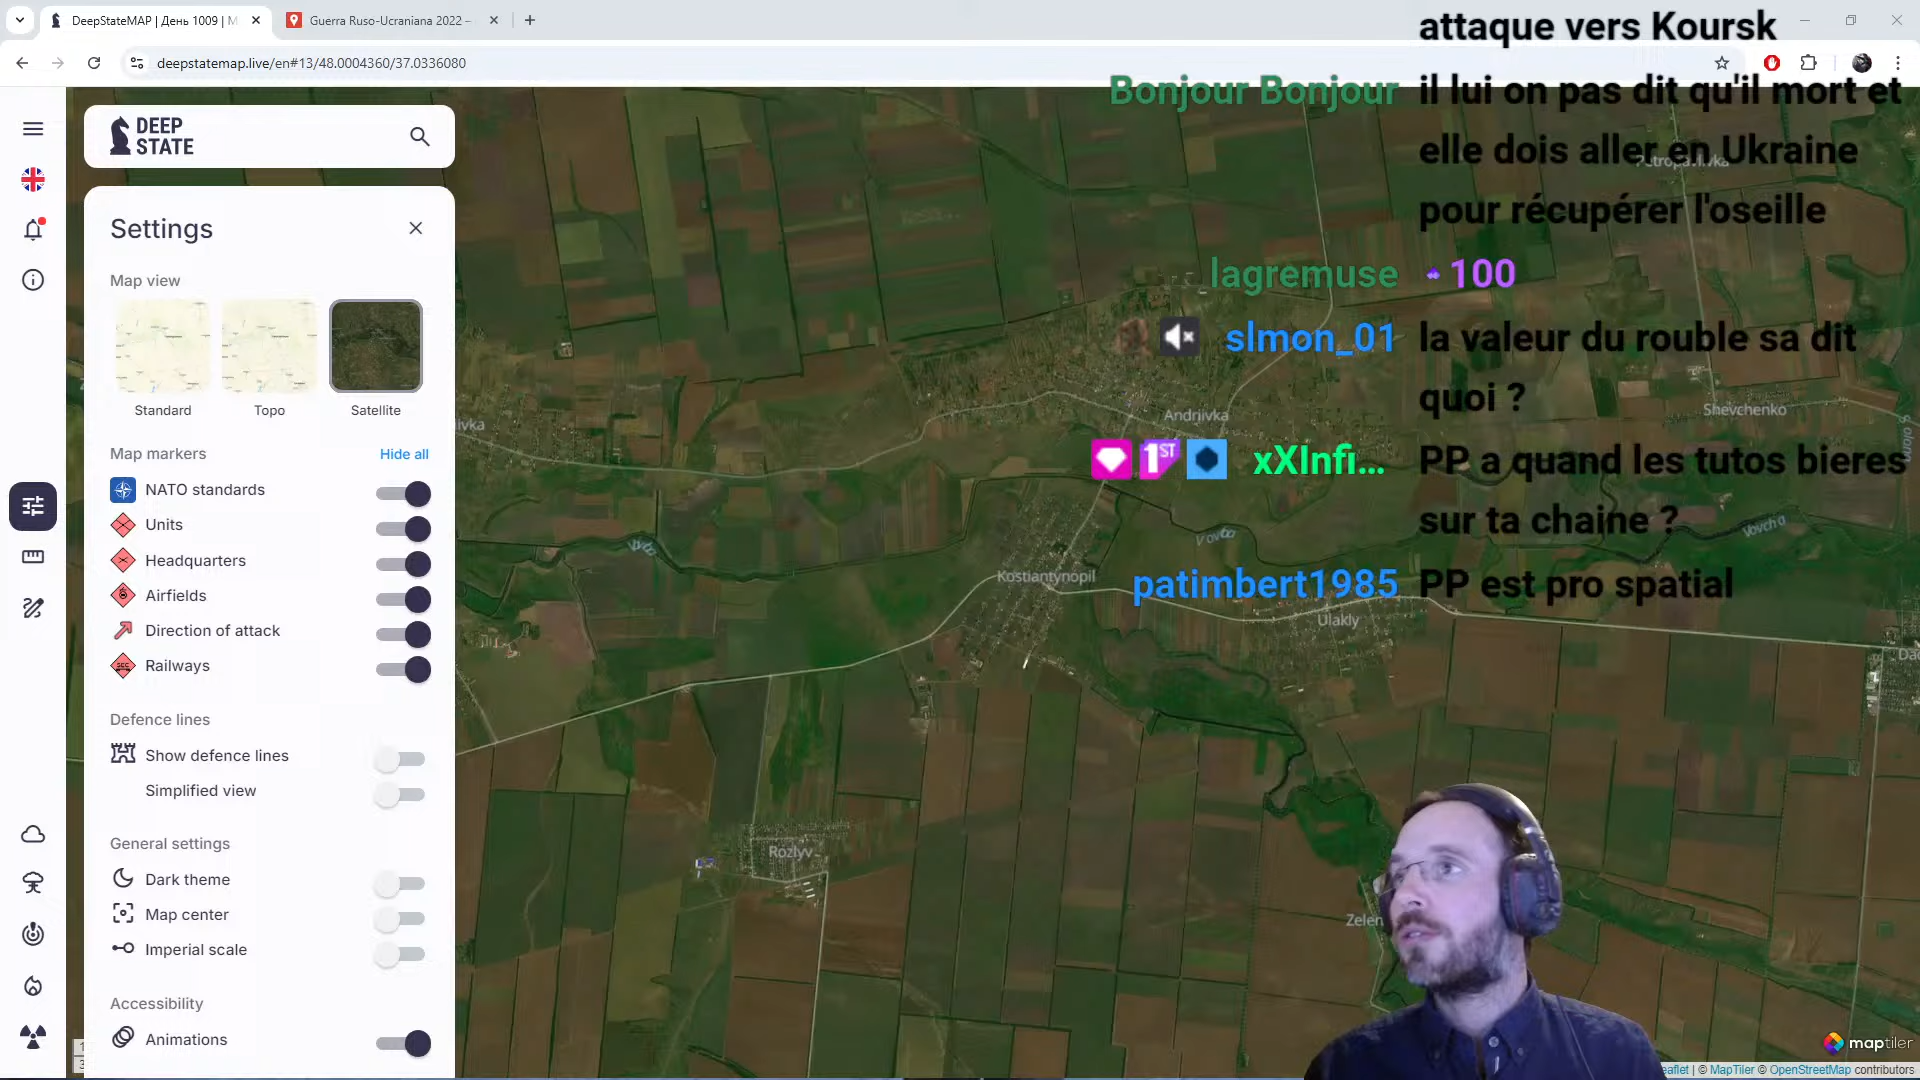 DeepStateMAP | День 1009 | М
Guerra Ruso-Ucraniana 2022 –
deepstatemap.live/en#13/48.0004360/37.0336080
attaque vers Koursk
Bonjour Bonjour il lui on pas dit qu'il mort et
elle dois aller en Ukraine
pour récupérer l'oseille
lagremuse 100
slmon_01 la valeur du rouble sa dit
quoi ?
xXInfi... PP a quand les tutos bieres
sur ta chaine ?
patimbert1985 PP est pro spatial
DEEP
STATE
Settings
Map view
Standard Topo Satellite
Map markers Hide all
NATO standards
Units
Headquarters
Airfields
Direction of attack
Railways
Defence lines
Show defence lines
Simplified view
General settings
Dark theme
Map center
Imperial scale
Accessibility
Animations
Petropavlivka
Andriivka
Shevchenko
ivka
Vovcha
Kostiantynopil
Ulakly
Rozlyv
Zelen
1ST
maptiler
eaflet | © MapTiler © OpenStreetMap contributors